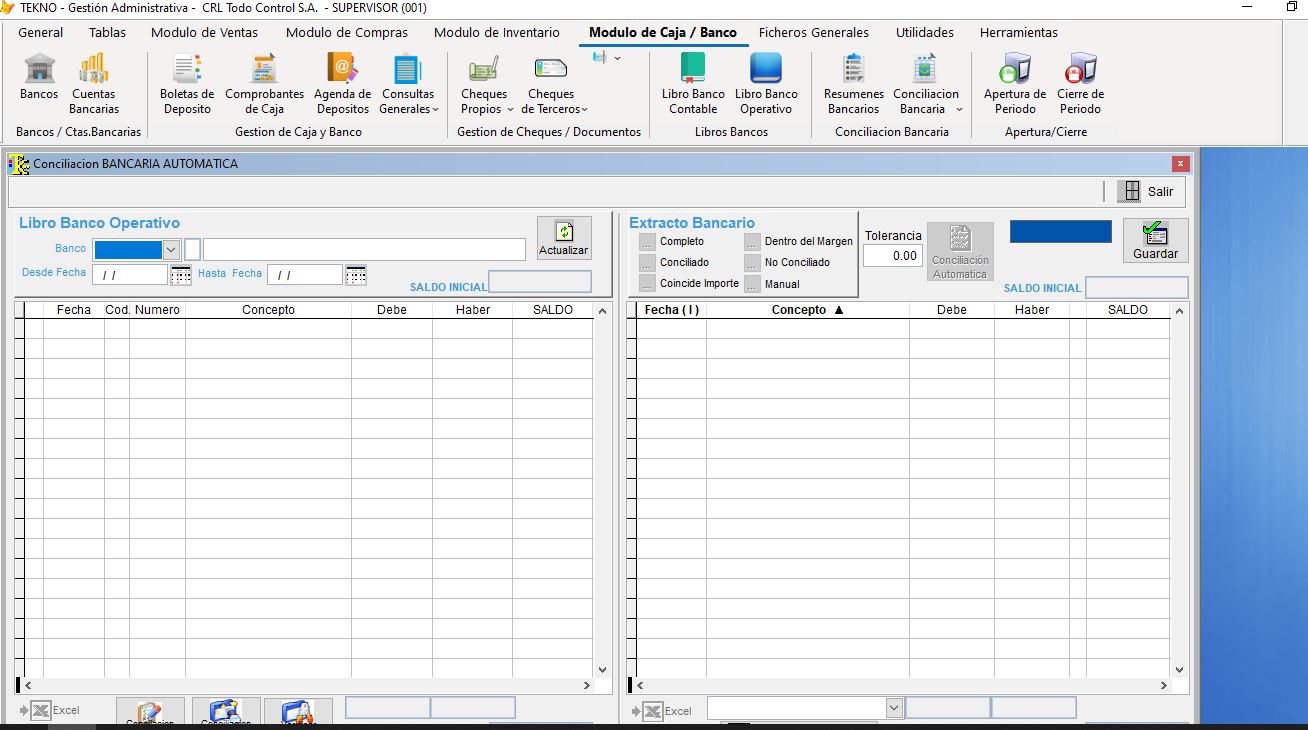 TEKNO - Gestión Administrativa - CRL Todo Control S.A. - SUPERVISOR (001)
General Tablas Modulo de Ventas Modulo de Compras Modulo de Inventario Modulo de Caja / Banco Ficheros Generales Utilidades Herramientas
Bancos
Cuentas
Bancarias
Boletas de
Deposito
Comprobantes
de Caja
Agenda de
Depositos
Consultas
Generales
Cheques
Propios
Cheques
de Terceros
Libro Banco
Contable
Libro Banco
Operativo
Resumenes
Bancarios
Conciliacion
Bancaria
Apertura de
Periodo
Cierre de
Periodo
Bancos / Ctas.Bancarias Gestion de Caja y Banco Gestion de Cheques / Documentos Libros Bancos Conciliacion Bancaria Apertura/Cierre
Conciliacion BANCARIA AUTOMATICA
x
Salir
Libro Banco Operativo
Banco
Actualizar
Desde Fecha / / Hasta Fecha / /
SALDO INICIAL
Extracto Bancario
... Completo ... Dentro del Margen
... Conciliado ... No Conciliado
... Coincide Importe ... Manual
Tolerancia
0.00
Conciliación
Automatica
Guardar
SALDO INICIAL
Fecha Cod. Numero Concepto Debe Haber SALDO
Fecha ( I ) Concepto ▲ Debe Haber SALDO
Excel
Excel